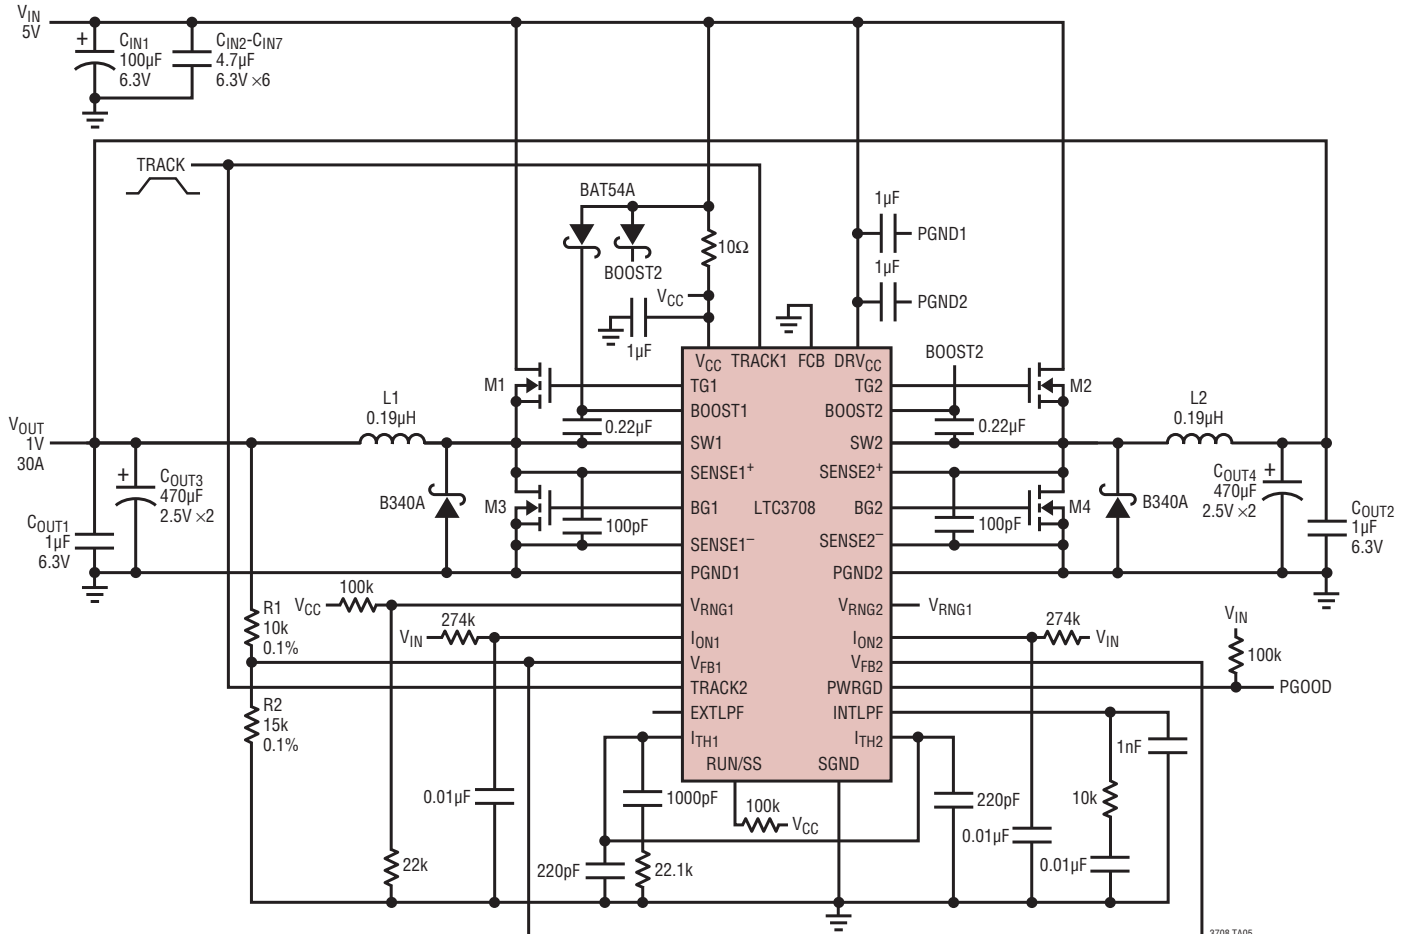 VIN
5V
+
CIN1
100µF
6.3V
CIN2-CIN7
4.7µF
6.3V ×6
TRACK
BAT54A
BOOST2
10Ω
VCC
1µF
1µF
PGND1
1µF
PGND2
BOOST2
VCC
TRACK1
FCB
DRVCC
M1
TG1
TG2
M2
BOOST1
BOOST2
0.22µF
0.22µF
L1
0.19µH
L2
0.19µH
VOUT
1V
30A
SW1
SW2
SENSE1+
SENSE2+
+
COUT3
470µF
2.5V ×2
B340A
M3
100pF
BG1
LTC3708
BG2
100pF
M4
B340A
COUT4
+
470µF
2.5V ×2
COUT1
1µF
6.3V
COUT2
1µF
6.3V
SENSE1–
SENSE2–
PGND1
PGND2
R1
10k
0.1%
VCC
100k
VRNG1
VRNG2
VRNG1
VIN
274k
ION1
ION2
274k
VIN
VIN
100k
VFB1
VFB2
TRACK2
PWRGD
PGOOD
R2
15k
0.1%
EXTLPF
INTLPF
ITH1
ITH2
1nF
RUN/SS
SGND
0.01µF
1000pF
100k
VCC
220pF
10k
0.01µF
22k
220pF
22.1k
0.01µF
3708 TA05